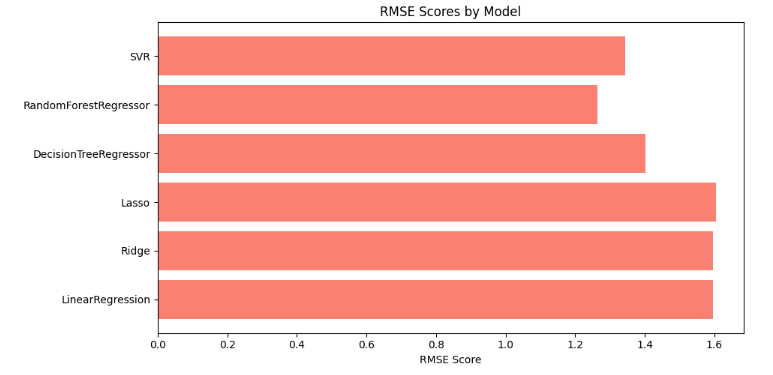 RMSE Scores by Model
SVR
RandomForestRegressor
DecisionTreeRegressor
Lasso
Ridge
LinearRegression
0.0 0.2 0.4 0.6 0.8 1.0 1.2 1.4 1.6
RMSE Score